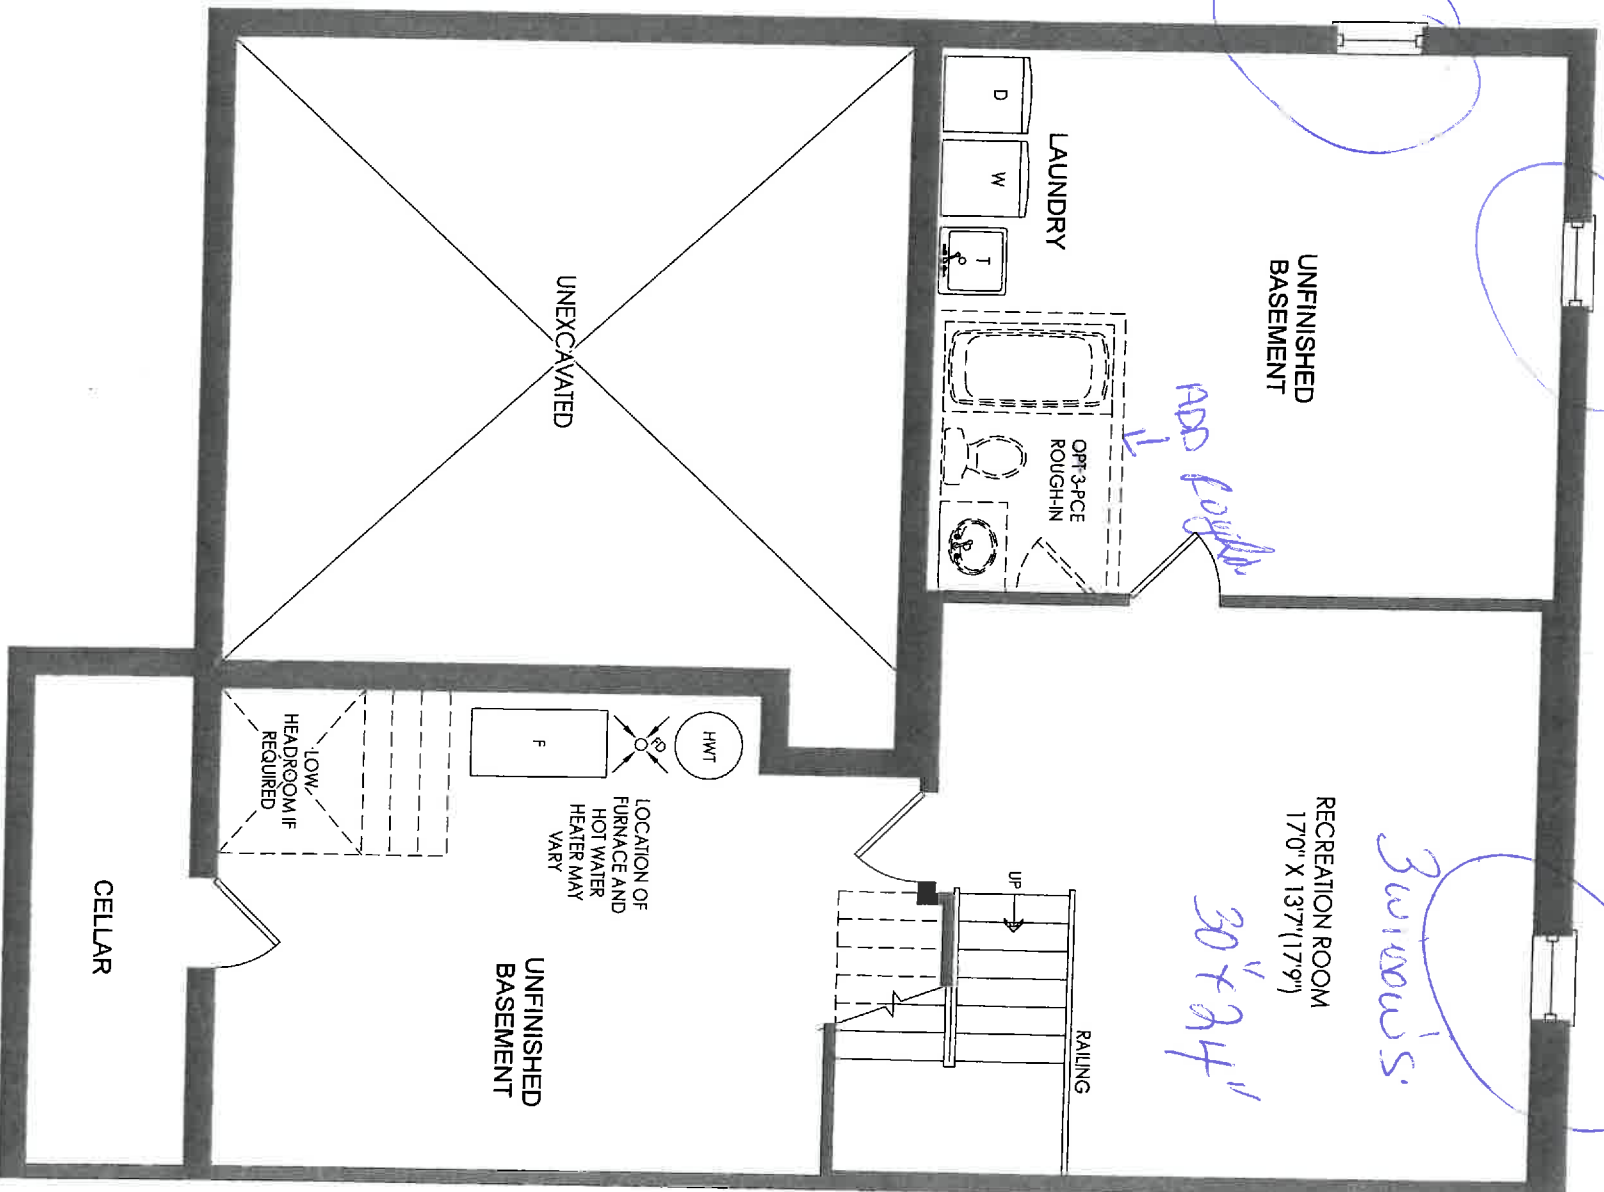 RECREATION ROOM
17'0" X 13'7"(17'9")
3 windows.
30" x 24"
UNFINISHED
BASEMENT
ADD
LAUNDRY
D
W
T
OPT 3-PCE
ROUGH-IN
UP
RAILING
UNEXCAVATED
HWT
FD
F
LOCATION OF
FURNACE AND
HOT WATER
HEATER MAY
VARY
UNFINISHED
BASEMENT
LOW
HEADROOM IF
REQUIRED
CELLAR